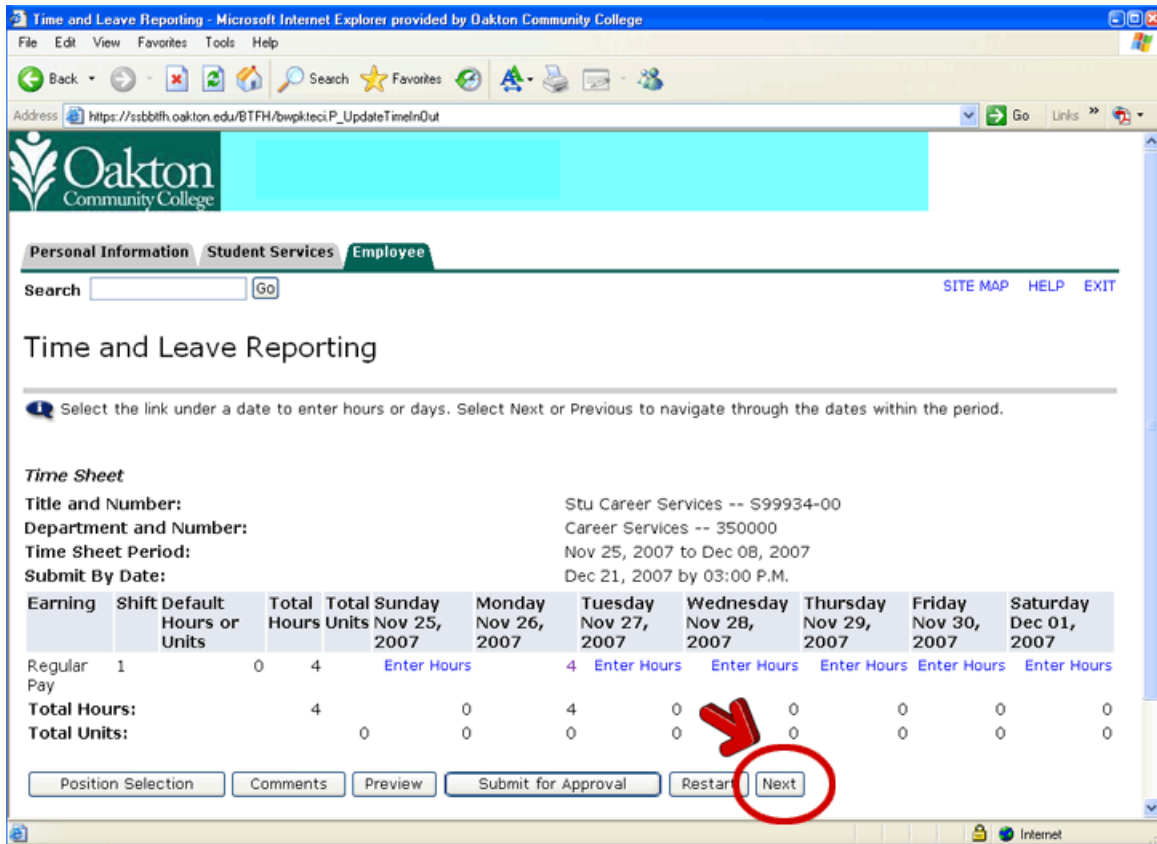 Time and Leave Reporting - Microsoft Internet Explorer provided by Oakton Community College
File Edit View Favorites Tools Help
Back Search Favorites
Address https://ssbbtfh.oakton.edu/BTFH/bwpkteci.P_UpdateTimeInOut Go Links »
Oakton
Community College
Personal Information Student Services Employee
Search Go SITE MAP HELP EXIT
Time and Leave Reporting
Select the link under a date to enter hours or days. Select Next or Previous to navigate through the dates within the period.
Time Sheet
Title and Number: Stu Career Services -- S99934-00
Department and Number: Career Services -- 350000
Time Sheet Period: Nov 25, 2007 to Dec 08, 2007
Submit By Date: Dec 21, 2007 by 03:00 P.M.
Earning Shift Default Total Total Sunday Monday Tuesday Wednesday Thursday Friday Saturday
Hours or Hours Units Nov 25, Nov 26, Nov 27, Nov 28, Nov 29, Nov 30, Dec 01,
Units 2007 2007 2007 2007 2007 2007 2007
Regular 1 0 4 Enter Hours 4 Enter Hours Enter Hours Enter Hours Enter Hours Enter Hours
Pay
Total Hours: 4 0 4 0 0 0 0 0
Total Units: 0 0 0 0 0 0 0 0
Position Selection Comments Preview Submit for Approval Restart Next
Internet